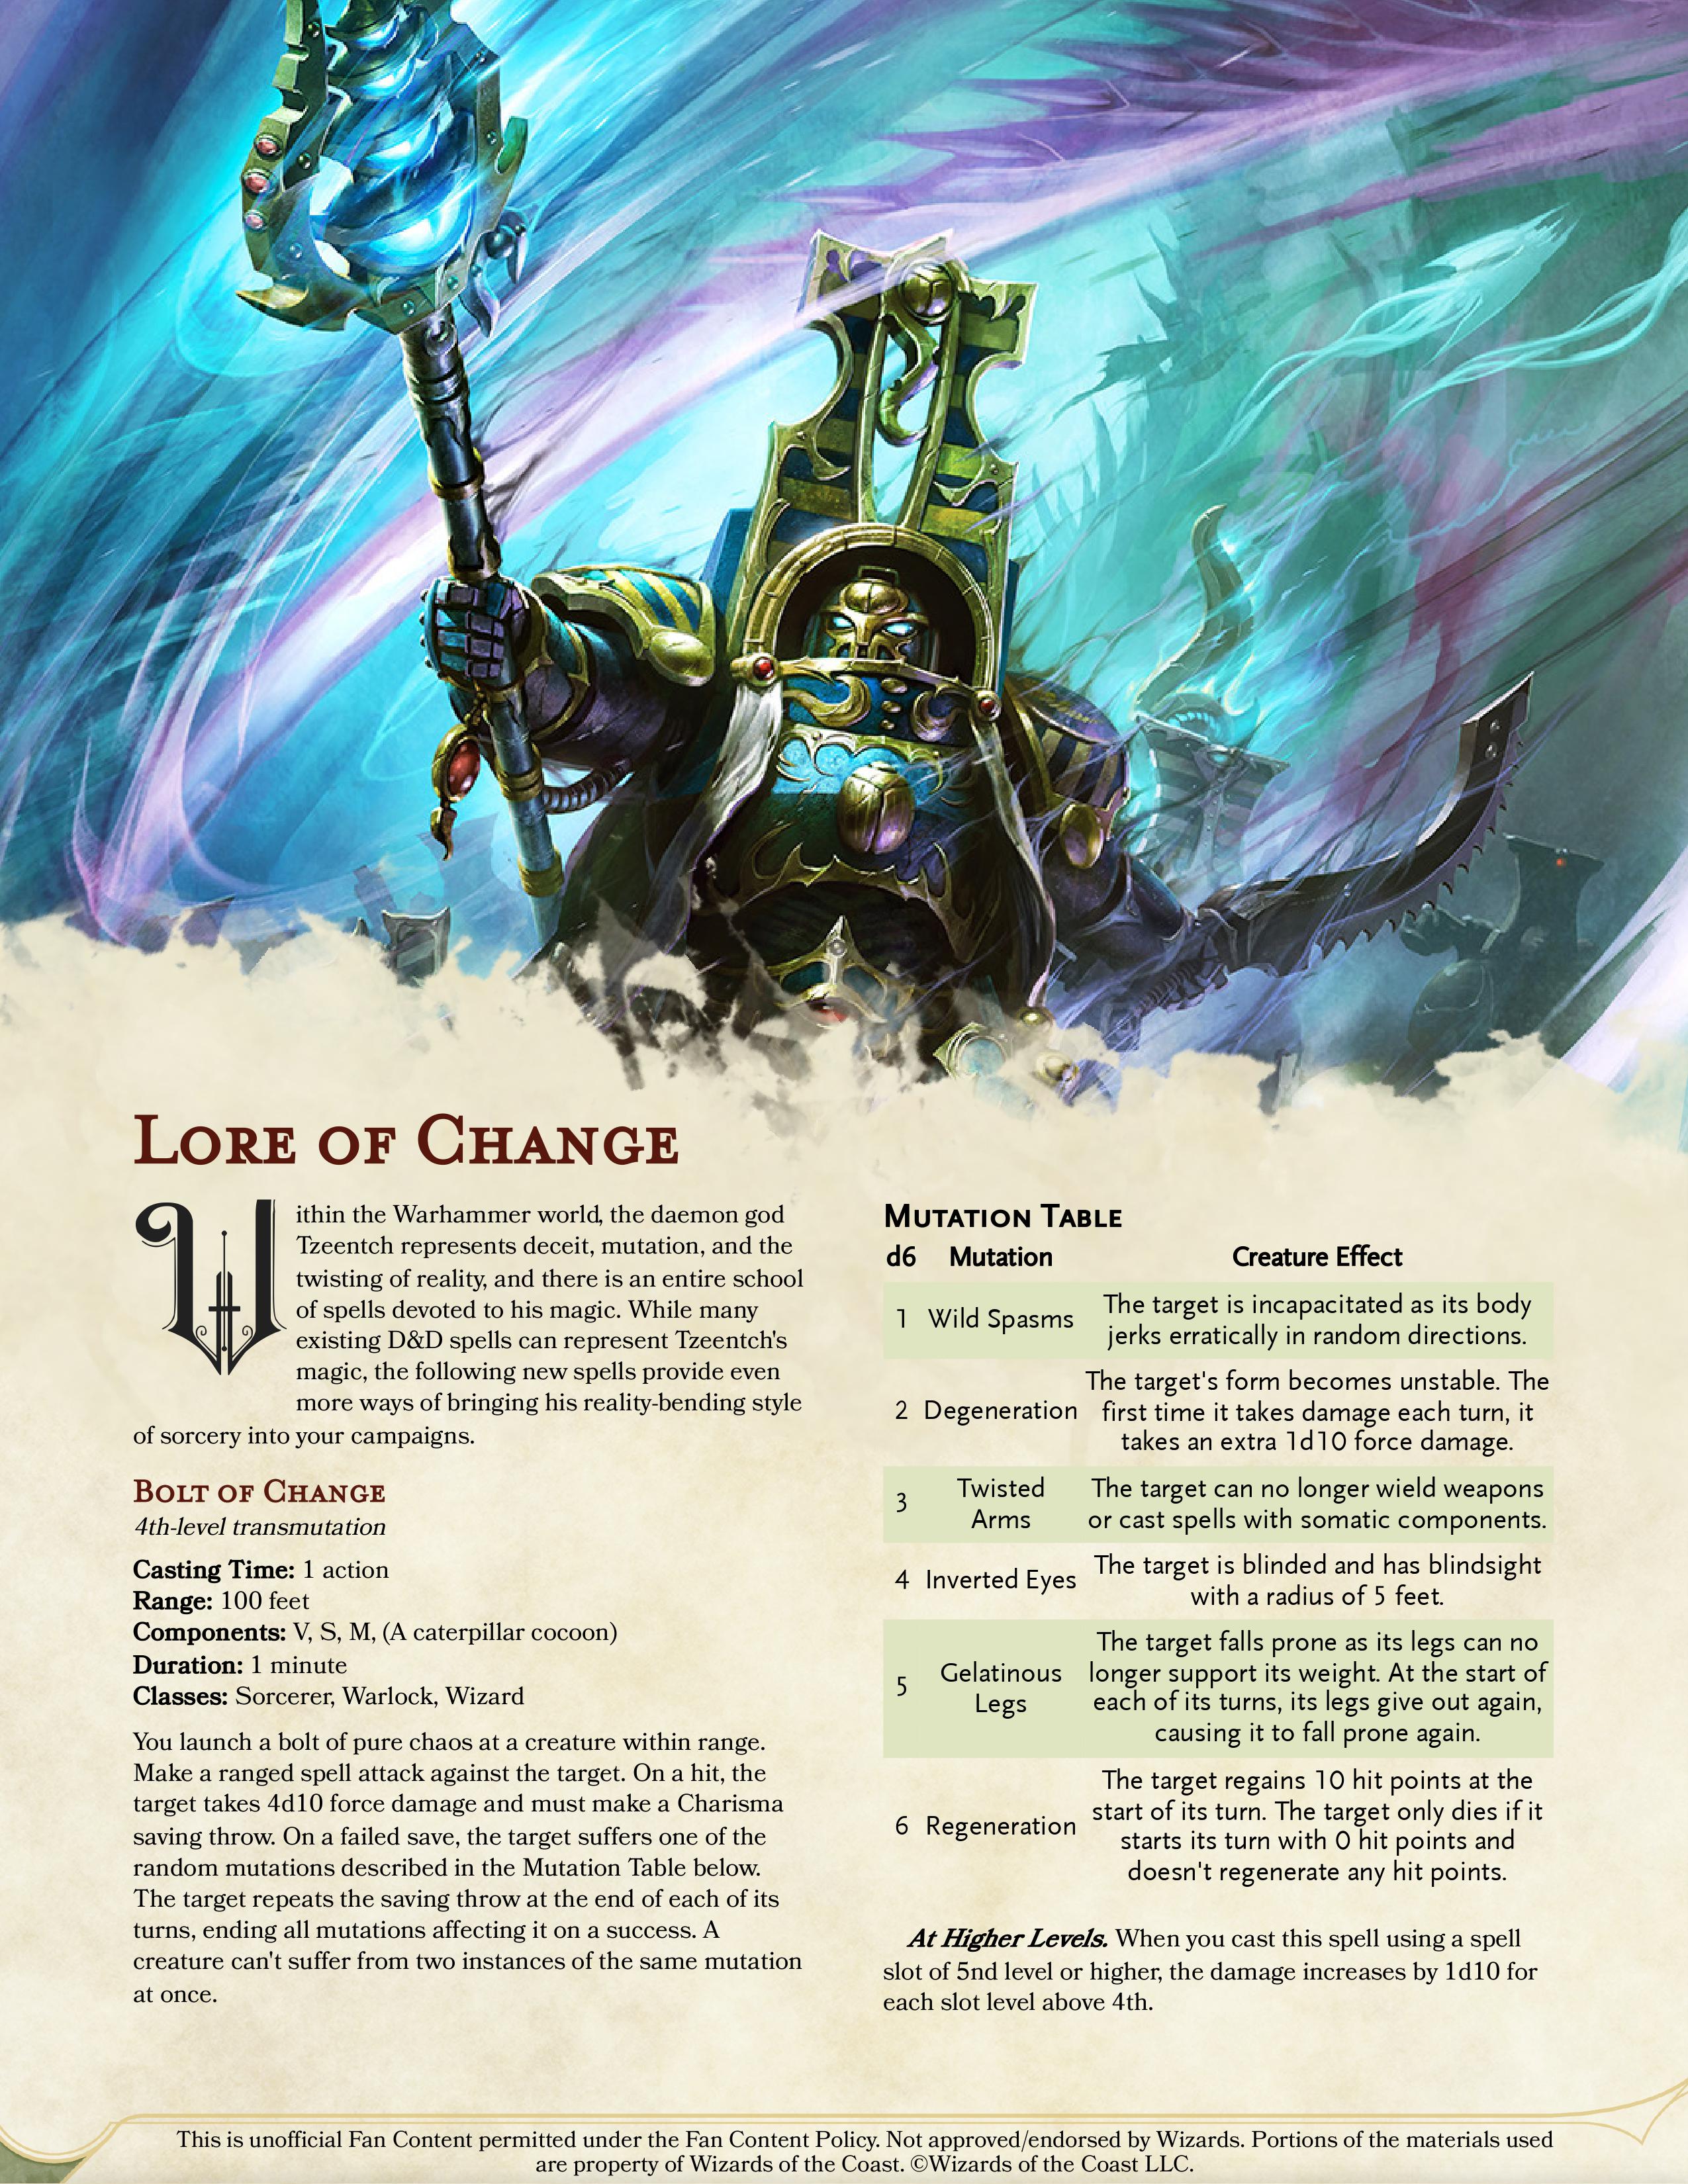 LORE OF CHANGE
Within the Warhammer world, the daemon god
Tzeentch represents deceit, mutation, and the
twisting of reality, and there is an entire school
of spells devoted to his magic. While many
existing D&D spells can represent Tzeentch's
magic, the following new spells provide even
more ways of bringing his reality-bending style
of sorcery into your campaigns.
BOLT OF CHANGE
4th-level transmutation
Casting Time: 1 action
Range: 100 feet
Components: V, S, M, (A caterpillar cocoon)
Duration: 1 minute
Classes: Sorcerer, Warlock, Wizard
You launch a bolt of pure chaos at a creature within range.
Make a ranged spell attack against the target. On a hit, the
target takes 4d10 force damage and must make a Charisma
saving throw. On a failed save, the target suffers one of the
random mutations described in the Mutation Table below.
The target repeats the saving throw at the end of each of its
turns, ending all mutations affecting it on a success. A
creature can't suffer from two instances of the same mutation
at once.
MUTATION TABLE
d6 Mutation Creature Effect
1 Wild Spasms The target is incapacitated as its body
jerks erratically in random directions.
The target's form becomes unstable. The
2 Degeneration first time it takes damage each turn, it
takes an extra 1d10 force damage.
3 Twisted Arms The target can no longer wield weapons
or cast spells with somatic components.
4 Inverted Eyes The target is blinded and has blindsight
with a radius of 5 feet.
The target falls prone as its legs can no
5 Gelatinous Legs longer support its weight. At the start of
each of its turns, its legs give out again,
causing it to fall prone again.
The target regains 10 hit points at the
6 Regeneration start of its turn. The target only dies if it
starts its turn with 0 hit points and
doesn't regenerate any hit points.
At Higher Levels. When you cast this spell using a spell
slot of 5nd level or higher, the damage increases by 1d10 for
each slot level above 4th.
This is unofficial Fan Content permitted under the Fan Content Policy. Not approved/endorsed by Wizards. Portions of the materials used
are property of Wizards of the Coast. ©Wizards of the Coast LLC.